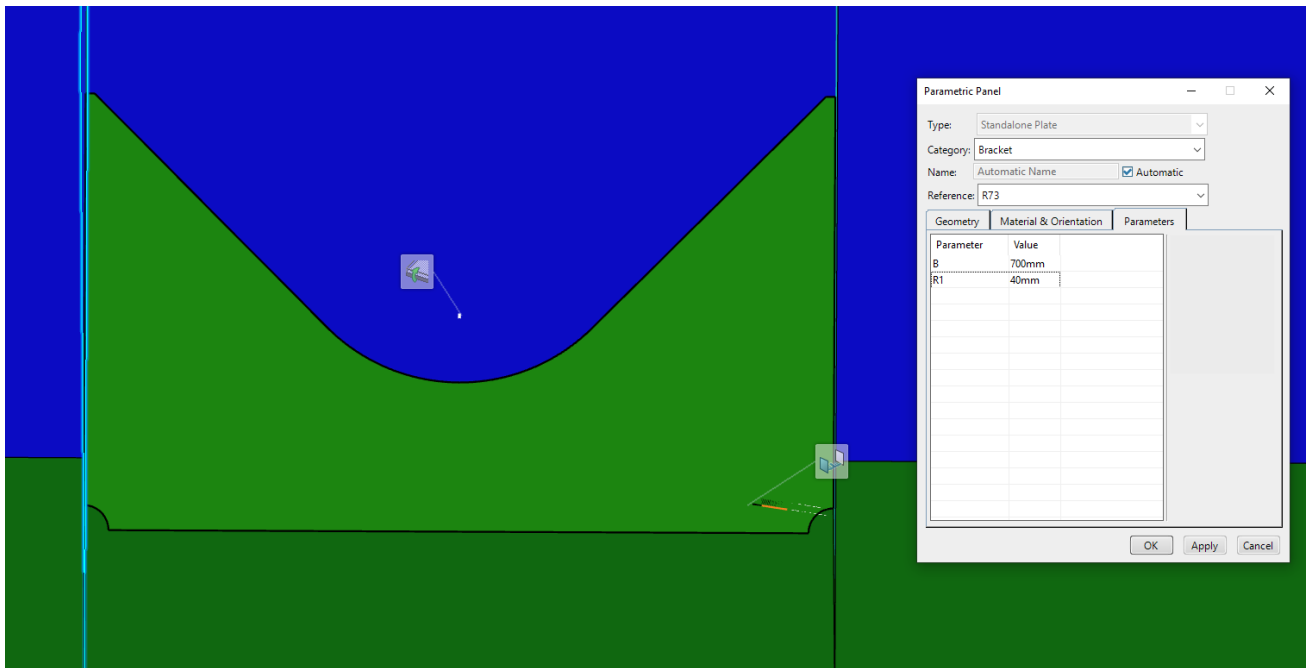 Parametric Panel
Type: Standalone Plate
Category: Bracket
Name: Automatic Name Automatic
Reference: R73
Geometry Material & Orientation Parameters
Parameter Value
B 700mm
R1 40mm
OK Apply Cancel